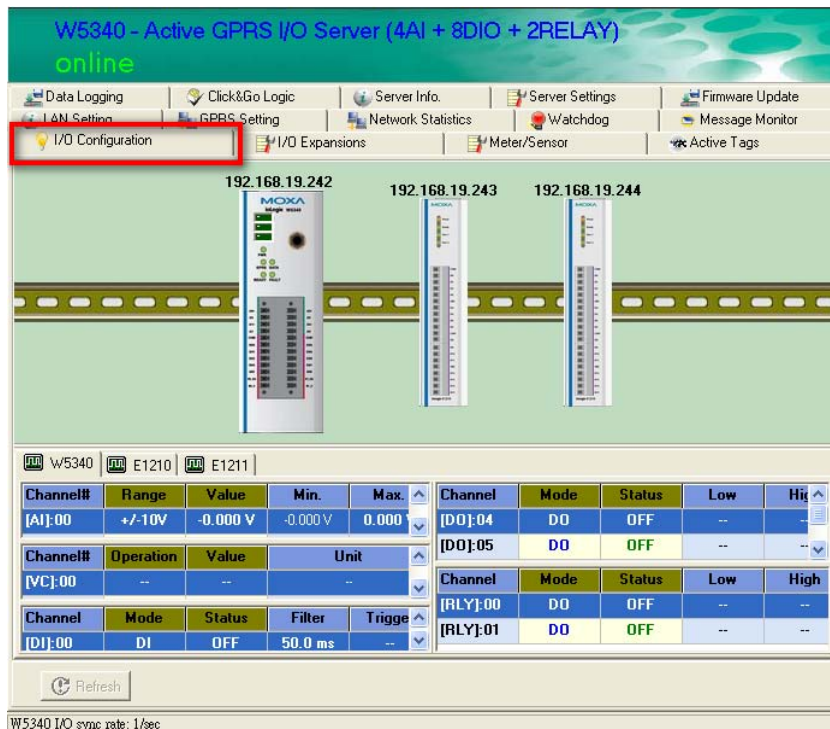 W5340 - Active GPRS I/O Server (4AI + 8DIO + 2RELAY)
online
Data Logging Click&Go Logic Server Info. Server Settings Firmware Update
LAN Setting GPRS Setting Network Statistics Watchdog Message Monitor
I/O Configuration I/O Expansions Meter/Sensor Active Tags
192.168.19.242 192.168.19.243 192.168.19.244
MOXA MOXA MOXA
W5340 E1210 E1211
Channel# Range Value Min. Max.
[AI]:00 +/-10V -0.000 V -0.000 V 0.000
Channel# Operation Value Unit
[VC]:00 -- -- --
Channel Mode Status Filter Trigge
[DI]:00 DI OFF 50.0 ms --
Channel Mode Status Low Hig
[DO]:04 DO OFF -- --
[DO]:05 DO OFF -- --
Channel Mode Status Low High
[RLY]:00 DO OFF -- --
[RLY]:01 DO OFF -- --
Refresh
W5340 I/O sync rate: 1/sec